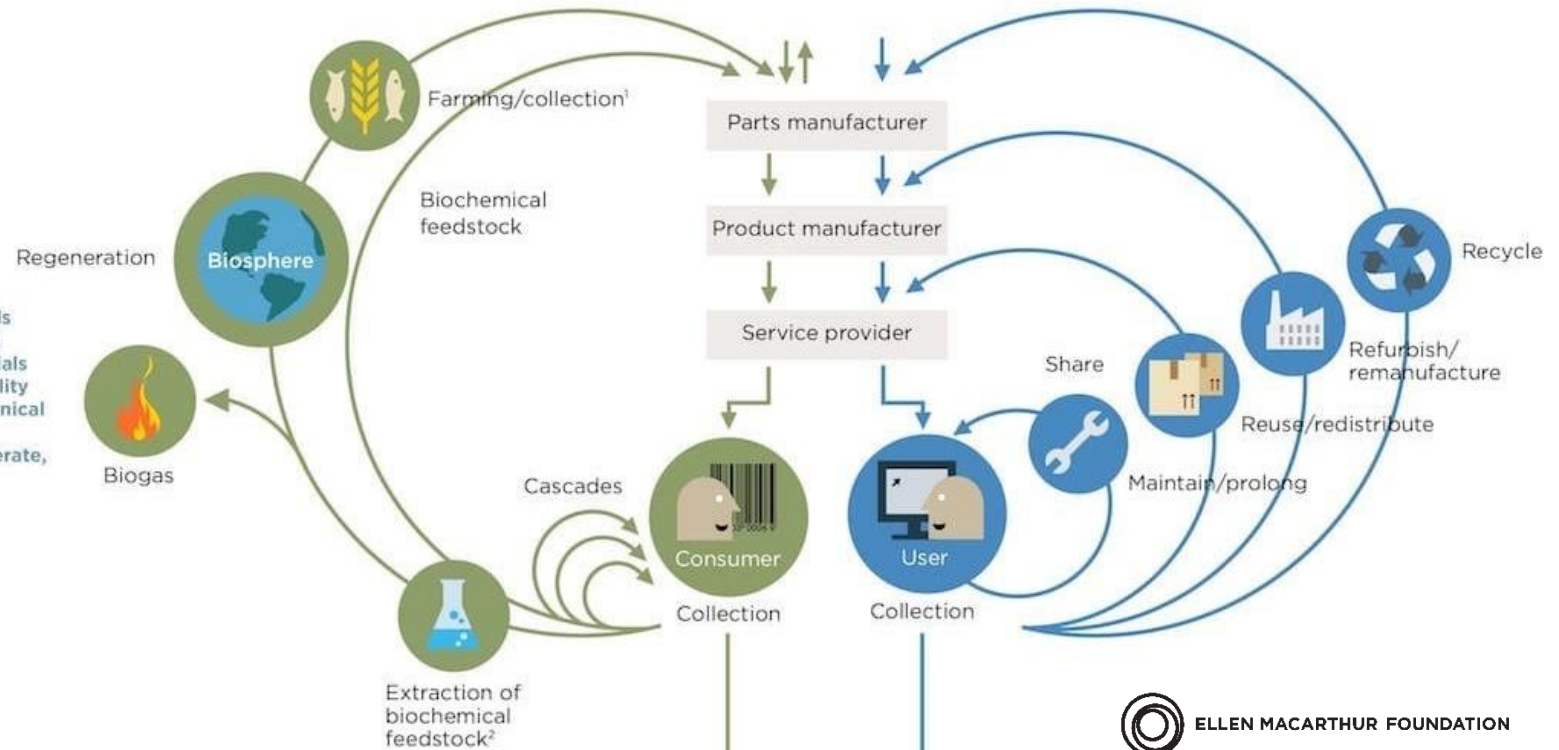 Farming/collection¹
Parts manufacturer
Biochemical
feedstock
Product manufacturer
Regeneration
Biosphere
Recycle
Service provider
Share
Refurbish/
remanufacture
Reuse/redistribute
erate,
Biogas
Cascades
Maintain/prolong
Consumer
User
Collection
Collection
Extraction of
biochemical
feedstock²
ELLEN MACARTHUR FOUNDATION